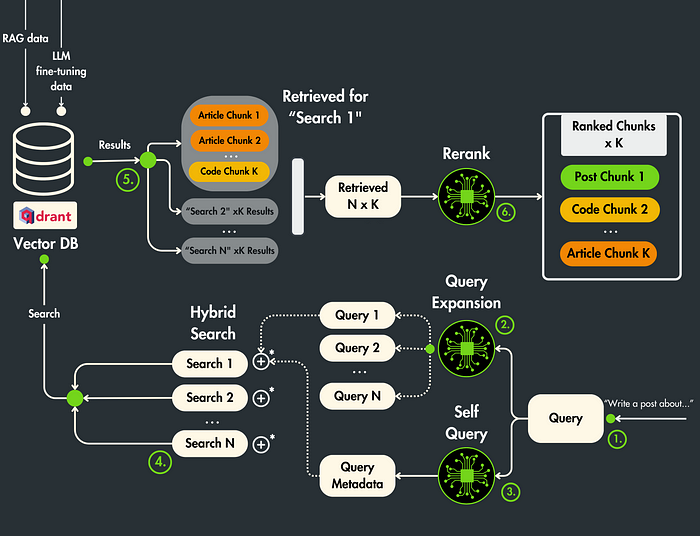 RAG data
LLM
fine-tuning
data
Results
5.
qdrant
Vector DB
Search
Article Chunk 1
Article Chunk 2
...
Code Chunk K
"Search 2" xK Results
...
"Search N" xK Results
Retrieved for
"Search 1"
Retrieved
N x K
Rerank
6.
Ranked Chunks
x K
Post Chunk 1
Code Chunk 2
...
Article Chunk K
Hybrid
Search
Search 1
+*
Search 2
+*
...
Search N
+*
4.
Query 1
Query 2
...
Query N
Query
Expansion
2.
Self
Query
3.
Query
Metadata
Query
"Write a post about..."
1.